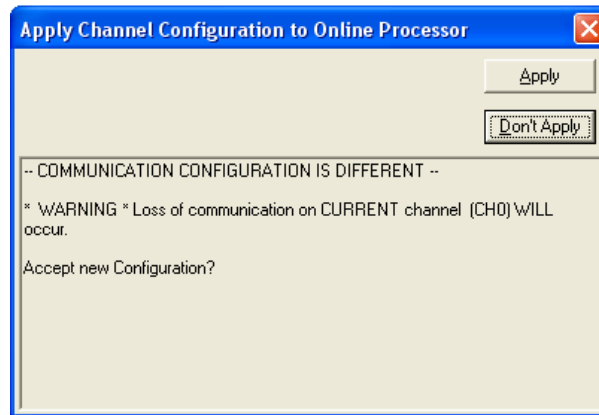 Apply Channel Configuration to Online Processor
Apply
Don't Apply
-- COMMUNICATION CONFIGURATION IS DIFFERENT --
* WARNING * Loss of communication on CURRENT channel (CH0) WILL
occur.
Accept new Configuration?